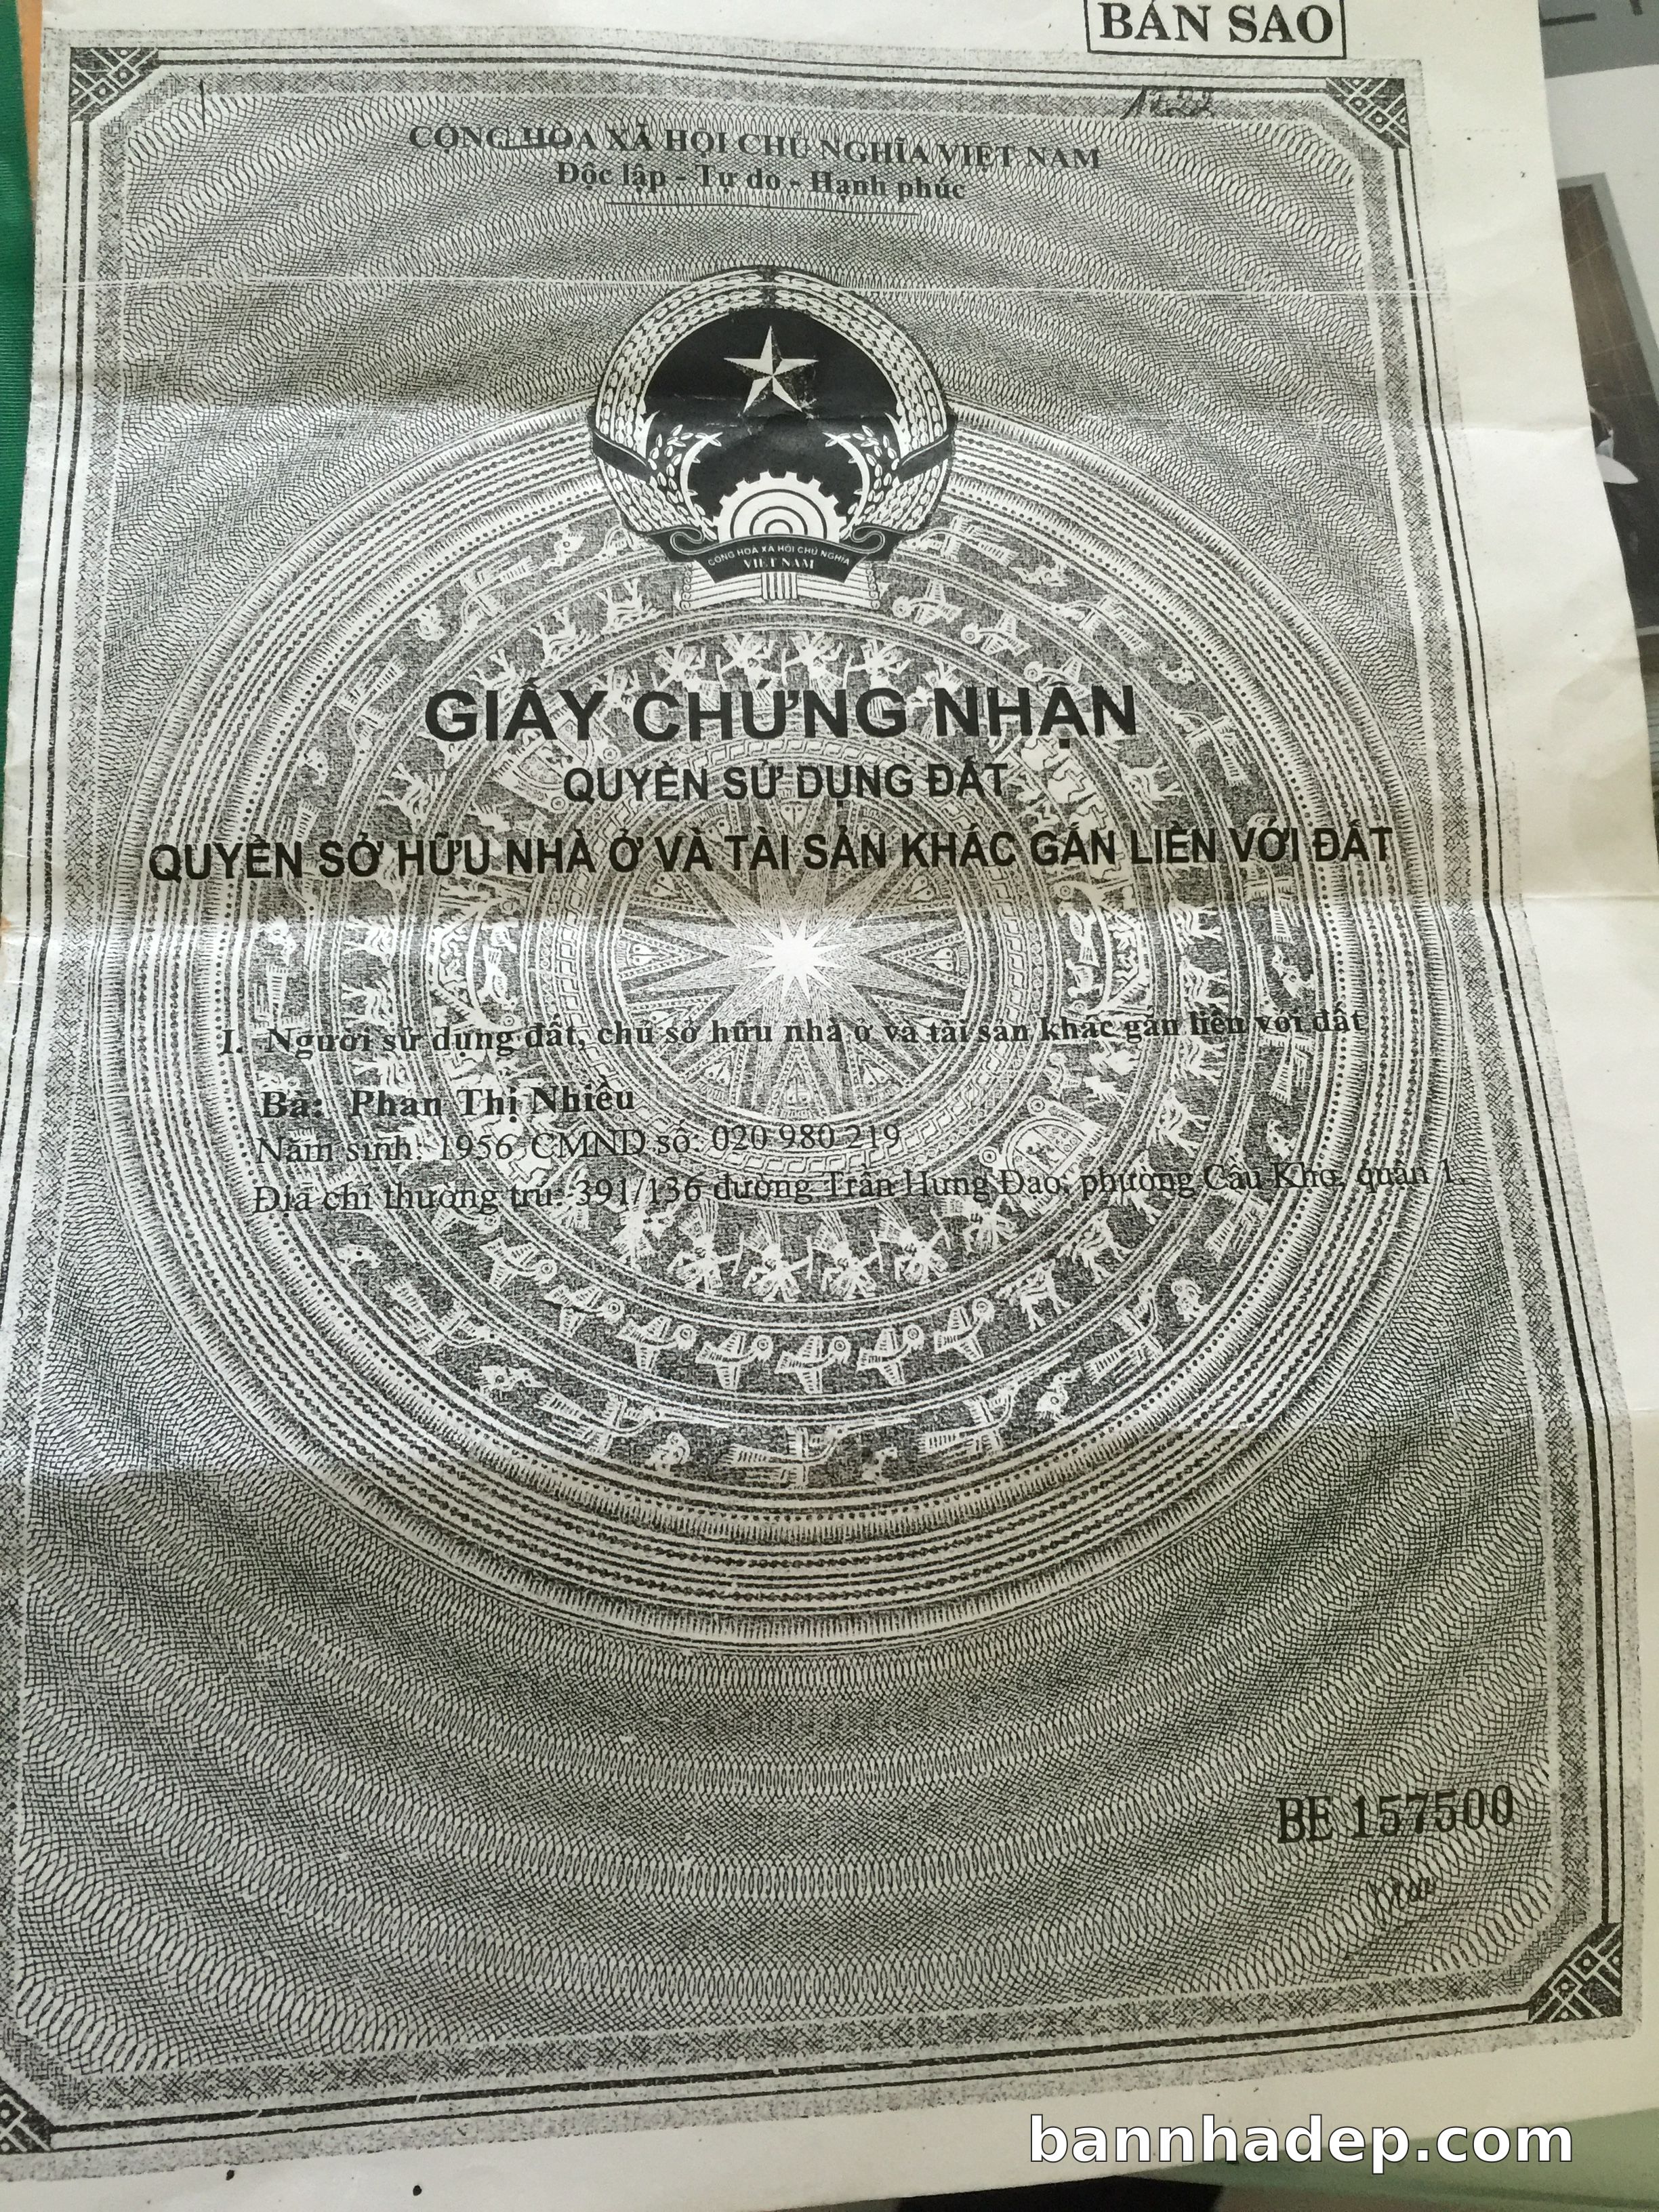 BẢN SAO
CỘNG HÒA XÃ HỘI CHỦ NGHĨA VIỆT NAM
Độc lập - Tự do - Hạnh phúc
CỘNG HÒA XÃ HỘI CHỦ NGHĨA
VIỆT NAM
GIẤY CHỨNG NHẬN
QUYỀN SỬ DỤNG ĐẤT
QUYỀN SỞ HỮU NHÀ Ở VÀ TÀI SẢN KHÁC GẮN LIỀN VỚI ĐẤT
I. Người sử dụng đất, chủ sở hữu nhà ở và tài sản khác gắn liền với đất
Bà: Phan Thị Nhiều
Năm sinh: 1956 CMND số: 020 980 219
Địa chỉ thường trú: 391/136 đường Trần Hưng Đạo, phường Cầu Kho, quận 1.
BE 157500
bannhadep.com